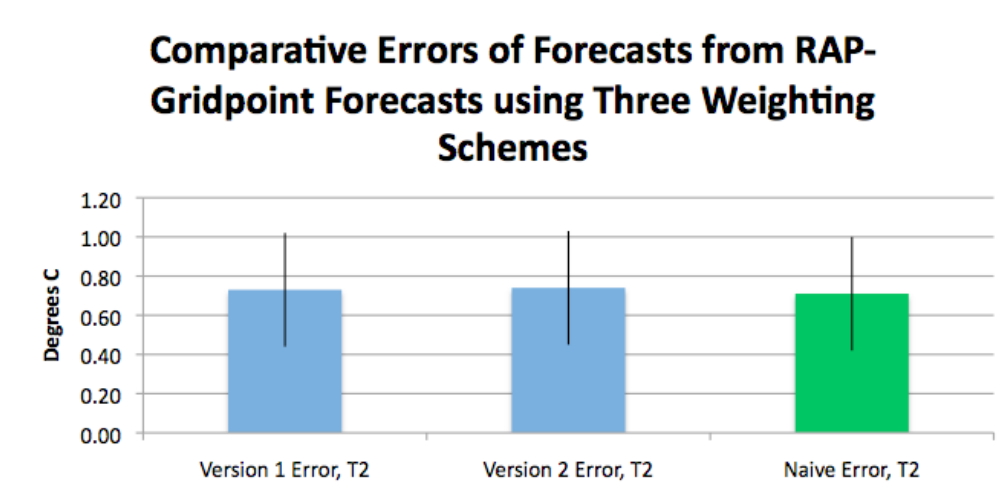 Comparative Errors of Forecasts from RAP-
Gridpoint Forecasts using Three Weighting
Schemes
1.20
1.00
0.80
0.60
0.40
0.20
0.00
Degrees C
Version 1 Error, T2
Version 2 Error, T2
Naive Error, T2